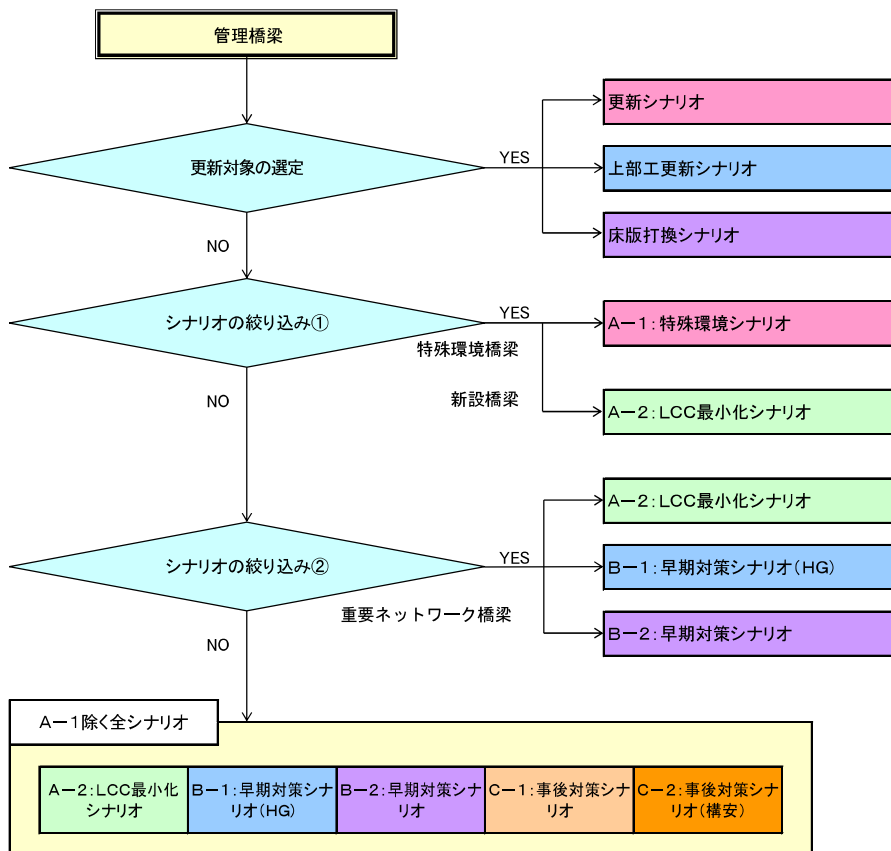 管理橋梁
更新対象の選定
YES
更新シナリオ
上部工更新シナリオ
床版打換シナリオ
NO
シナリオの絞り込み①
YES
特殊環境橋梁
新設橋梁
A－1：特殊環境シナリオ
A－2：LCC最小化シナリオ
NO
シナリオの絞り込み②
YES
重要ネットワーク橋梁
A－2：LCC最小化シナリオ
B－1：早期対策シナリオ（HG）
B－2：早期対策シナリオ
NO
A－1除く全シナリオ
A－2：LCC最小化
シナリオ
B－1：早期対策シナ
リオ（HG）
B－2：早期対策シナ
リオ
C－1：事後対策シナ
リオ
C－2：事後対策シナ
リオ（構安）